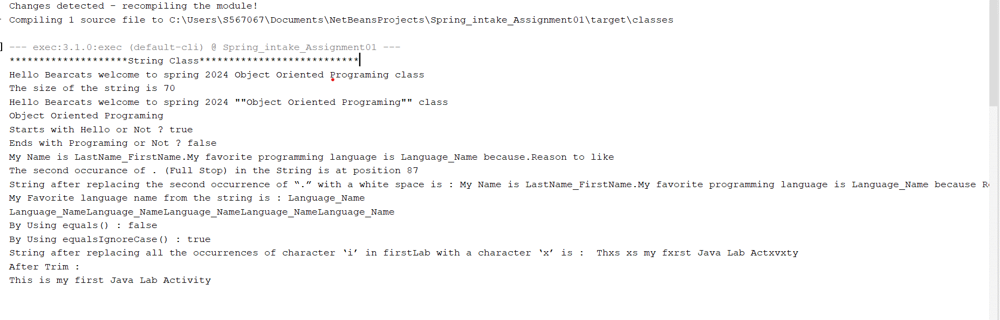 Changes detected - recompiling the module!
Compiling 1 source file to C:\Users\S567067\Documents\NetBeansProjects\Spring_intake_Assignment01\target\classes
--- exec:3.1.0:exec (default-cli) @ Spring_intake_Assignment01 ---
********************String Class***************************
Hello Bearcats welcome to spring 2024 Object Oriented Programing class
The size of the string is 70
Hello Bearcats welcome to spring 2024 ""Object Oriented Programing"" class
Object Oriented Programing
Starts with Hello or Not ? true
Ends with Programing or Not ? false
My Name is LastName_FirstName.My favorite programming language is Language_Name because.Reason to like
The second occurance of . (Full Stop) in the String is at position 87
String after replacing the second occurrence of “.” with a white space is : My Name is LastName_FirstName.My favorite programming language is Language_Name because
My Favorite language name from the string is : Language_Name
Language_NameLanguage_NameLanguage_NameLanguage_NameLanguage_Name
By Using equals() : false
By Using equalsIgnoreCase() : true
String after replacing all the occurrences of character ‘i’ in firstLab with a character ‘x’ is :  Thxs xs my fxrst Java Lab Actxvxty
After Trim :
This is my first Java Lab Activity